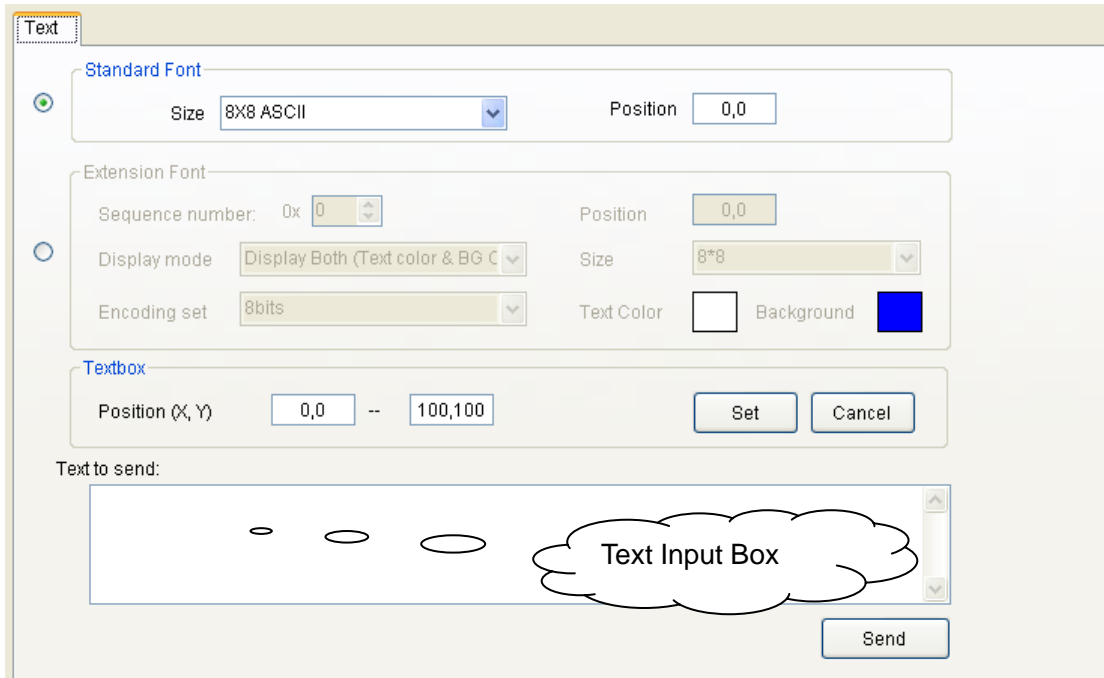 Text
Standard Font
Size 8X8 ASCII Position 0,0
Extension Font
Sequence number: 0x 0 Position 0,0
Display mode Display Both (Text color & BG C Size 8*8
Encoding set 8bits Text Color Background
Textbox
Position (X, Y) 0,0 -- 100,100 Set Cancel
Text to send:
Text Input Box
Send